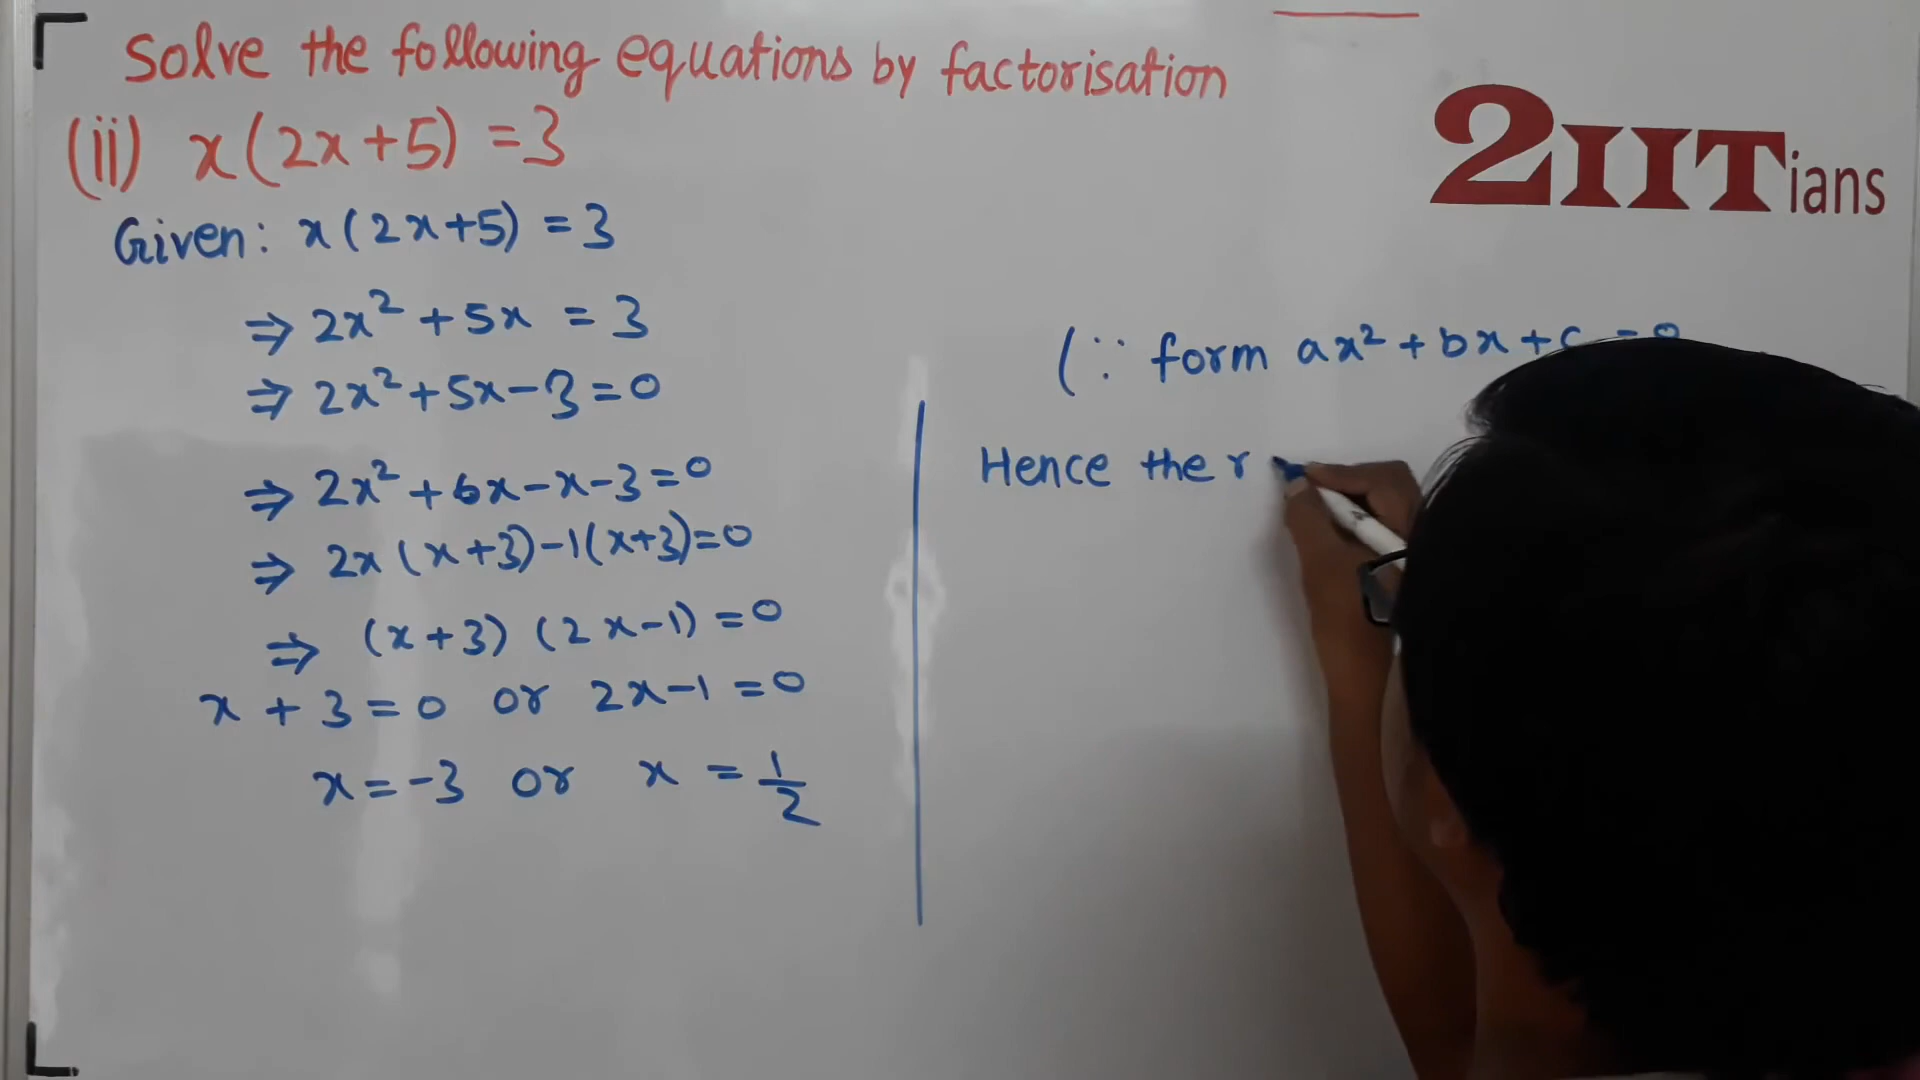 Solve the following equations by factorisation
(ii) x(2x+5) =3
2IITians
Given: x(2x+5) =3
⇒ 2x² +5x = 3
(∵ form ax² + bx + c = 0
⇒ 2x²+5x-3=0
⇒ 2x² +6x-x-3=0
⇒ 2x(x+3)-1(x+3)=0
⇒ (x+3) (2x-1) =0
x + 3 =0 or 2x-1 =0
x=-3 or x = 1/2
Hence the r